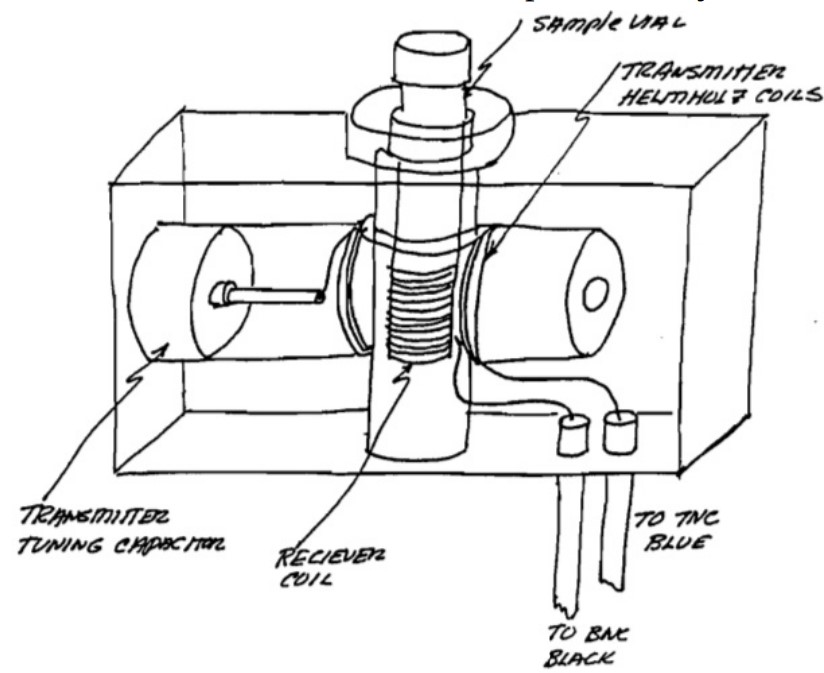 SAMPLE VIAL
TRANSMITTER
HELMHOLZ COILS
TRANSMITTER
TUNING CAPACITOR
RECIEVER
COIL
TO TNC
BLUE
TO BNC
BLACK